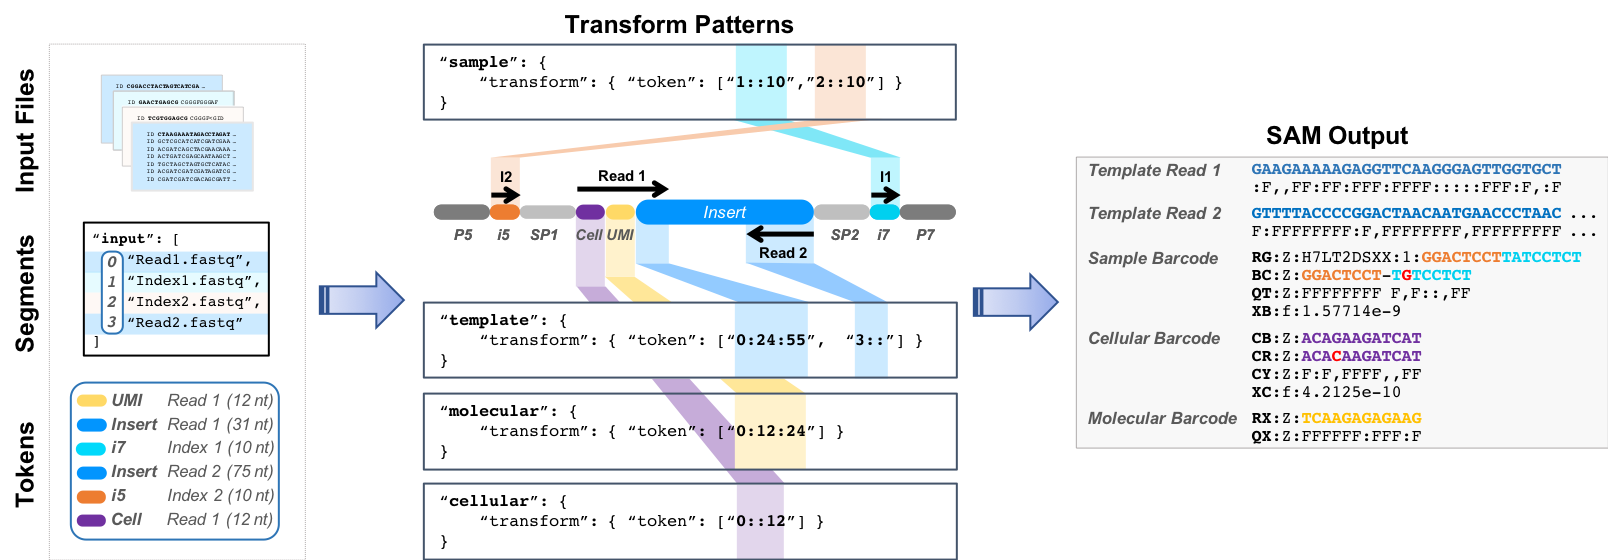 Transform Patterns
Input Files
Segments
Tokens
ID CGGACCTACTAGTCATCGA …
ID GAACTGAGCG CGGGFGGGAF
ID TCGTGGAGCG CGGGF<GID
ID CTAAGAAATAGACCTAGAT …
ID GCTCGCATCATCGATCGAA …
ID ACGATCAGCTACGAACAAA …
ID ACTGATCGAGCAATAAGCT …
ID TGCTAGCTAGTGCTCATAC …
ID ACGATCGATCGATAGATCG …
ID CGATCGATCGACAGCGATT …
“input”: [
0 “Read1.fastq”,
1 “Index1.fastq”,
2 “Index2.fastq”,
3 “Read2.fastq”
]
UMI Read 1 (12 nt)
Insert Read 1 (31 nt)
i7 Index 1 (10 nt)
Insert Read 2 (75 nt)
i5 Index 2 (10 nt)
Cell Read 1 (12 nt)
“sample”: {
“transform”: { “token”: [“1::10”,”2::10”] }
}
I2
Read 1
I1
Insert
P5 i5 SP1 Cell UMI SP2 i7 P7
Read 2
“template”: {
“transform”: { “token”: [“0:24:55”, “3::”] }
}
“molecular”: {
“transform”: { “token”: [“0:12:24”] }
}
“cellular”: {
“transform”: { “token”: [“0::12”] }
}
SAM Output
Template Read 1 GAAGAAAAAGAGGTTCAAGGGAGTTGGTGCT
:F,,FF:FF:FFF:FFFF:::::FFF:F,:F
Template Read 2 GTTTTACCCCGGACTAACAATGAACCCTAAC ...
F:FFFFFFFF:F,FFFFFFFF,FFFFFFFFF ...
Sample Barcode RG:Z:H7LT2DSXX:1:GGACTCCTTATCCTCT
BC:Z:GGACTCCT-TGTCCTCT
QT:Z:FFFFFFFF F,F::,FF
XB:f:1.57714e-9
Cellular Barcode CB:Z:ACAGAAGATCAT
CR:Z:ACACAAGATCAT
CY:Z:F:F,FFFF,,FF
XC:f:4.2125e-10
Molecular Barcode RX:Z:TCAAGAGAGAAG
QX:Z:FFFFFF:FFF:F